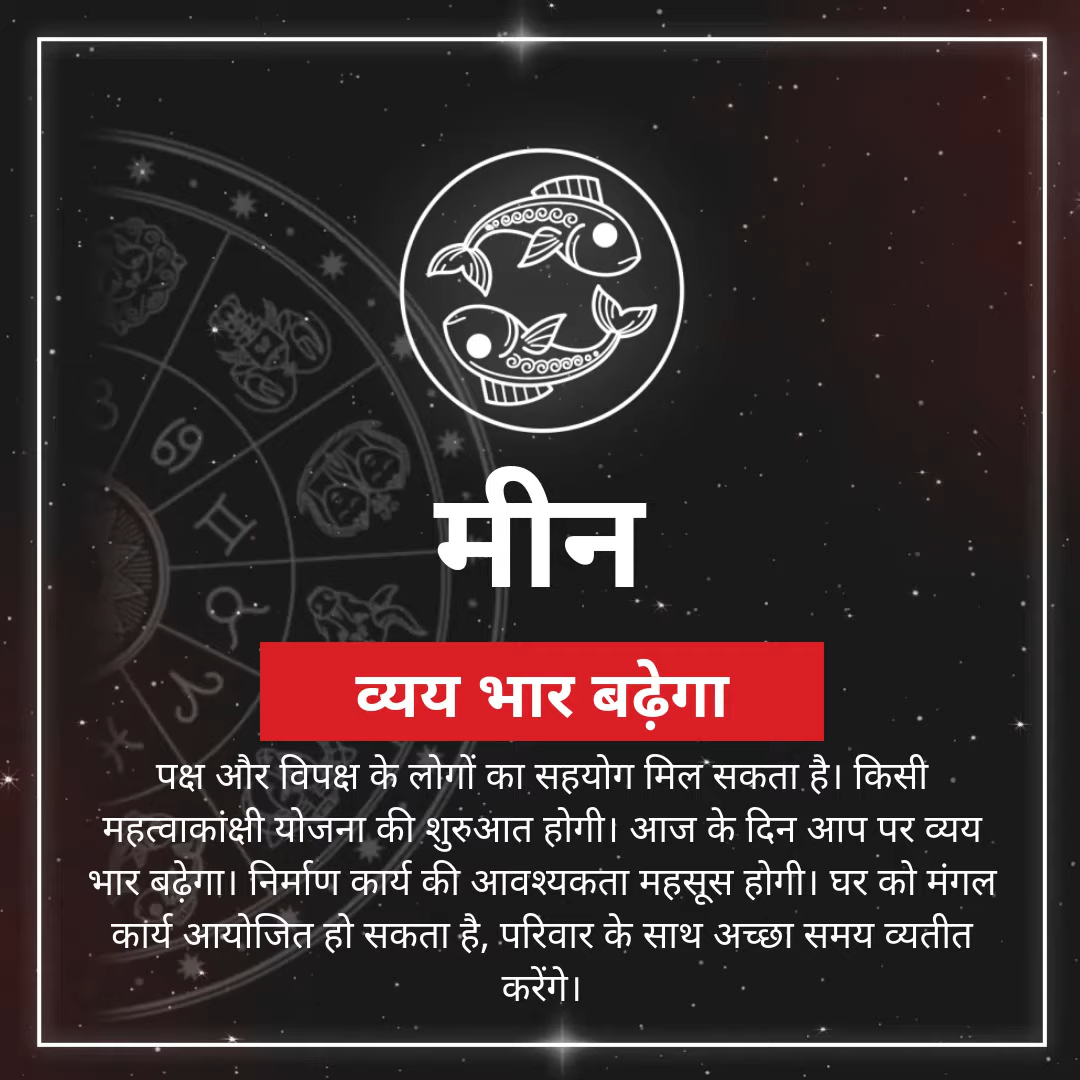 मीन
व्यय भार बढ़ेगा
पक्ष और विपक्ष के लोगों का सहयोग मिल सकता है। किसी
महत्वाकांक्षी योजना की शुरुआत होगी। आज के दिन आप पर व्यय
भार बढ़ेगा। निर्माण कार्य की आवश्यकता महसूस होगी। घर को मंगल
कार्य आयोजित हो सकता है, परिवार के साथ अच्छा समय व्यतीत
करेंगे।